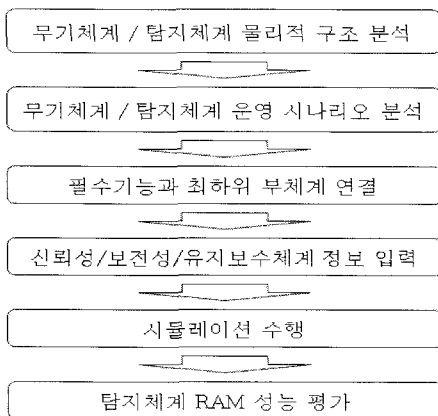 무기체계 / 탐지체계 물리적 구조 분석
무기체계 / 탐지체계 운영 시나리오 분석
필수기능과 최하위 부체계 연결
신뢰성/보전성/유지보수체계 정보 입력
시뮬레이션 수행
탐지체계 RAM 성능 평가